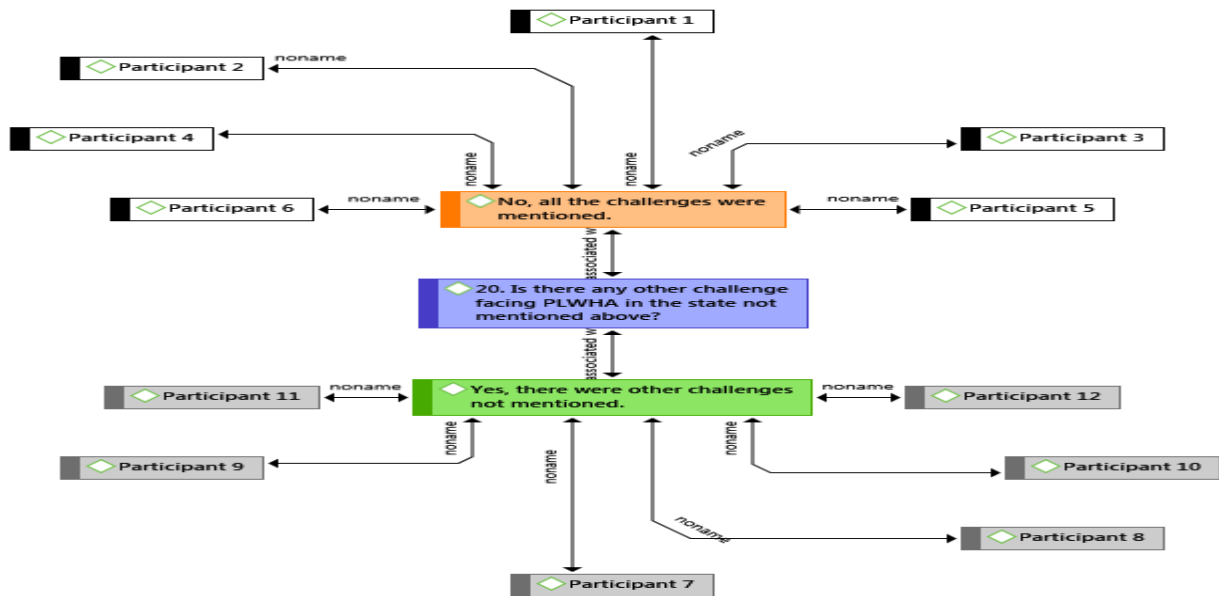 Participant 1
noname
Participant 2
Participant 4
noname
Participant 3
noname
noname
Participant 6
noname
No, all the challenges were
mentioned.
noname
Participant 5
associated w
20. Is there any other challenge
facing PLWHA in the state not
mentioned above?
associated w
Participant 11
noname
Yes, there were other challenges
not mentioned.
noname
Participant 12
noname
noname
Participant 9
noname
Participant 10
noname
Participant 8
Participant 7